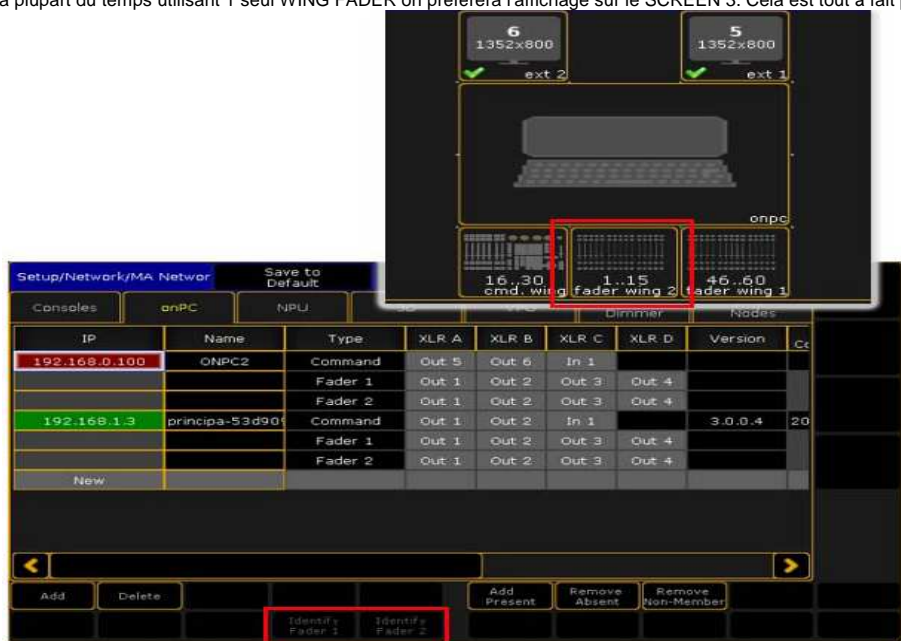 a plupart du temps utilisant 1 seul WING FADER on préférera l'affichage sur le SCREEN 3. Cela est tout à fait
6
1352x800
ext 2
5
1352x800
ext 1
onpc
16..30
cmd. wing
1..15
fader wing 2
46..60
fader wing 1
Setup/Network/MA Networ
Save to Default
Consoles onPC NPU Dimmer Nodes
IP Name Type XLR A XLR B XLR C XLR D Version
192.168.0.100 ONPC2 Command Out 5 Out 6 In 1
Fader 1 Out 1 Out 2 Out 3 Out 4
Fader 2 Out 1 Out 2 Out 3 Out 4
192.168.1.3 principa-53d90 Command Out 1 Out 2 In 1 3.0.0.4 20
Fader 1 Out 1 Out 2 Out 3 Out 4
Fader 2 Out 1 Out 2 Out 3 Out 4
New
Add Delete Add Present Remove Absent Remove Non-Member
Identify Fader 1 Identify Fader 2